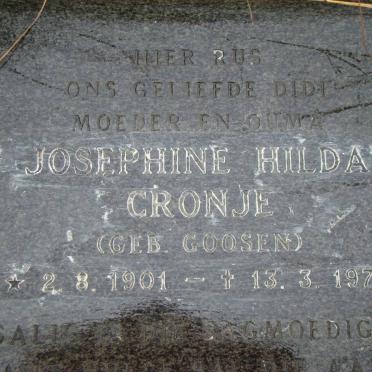 HIER RUS
ONS GELIEFDE DIDI
MOEDER EN OUMA
JOSEPHINE HILDA
CRONJE
(GEB. GOOSEN)
★ 2. 8. 1901 — † 13. 3. 197